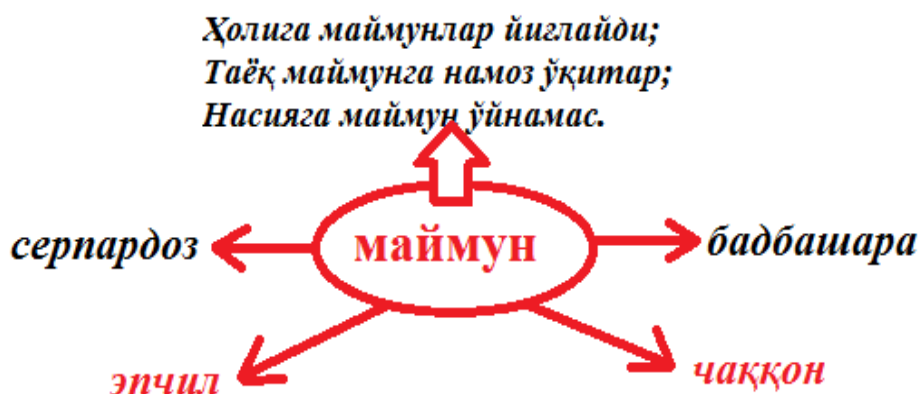 Ҳолига маймунлар йиғлайди;
Таёқ маймунга намоз ўқитар;
Насияга маймун ўйнамас.
серпардоз
маймун
бадбашара
эпчил
чаққон